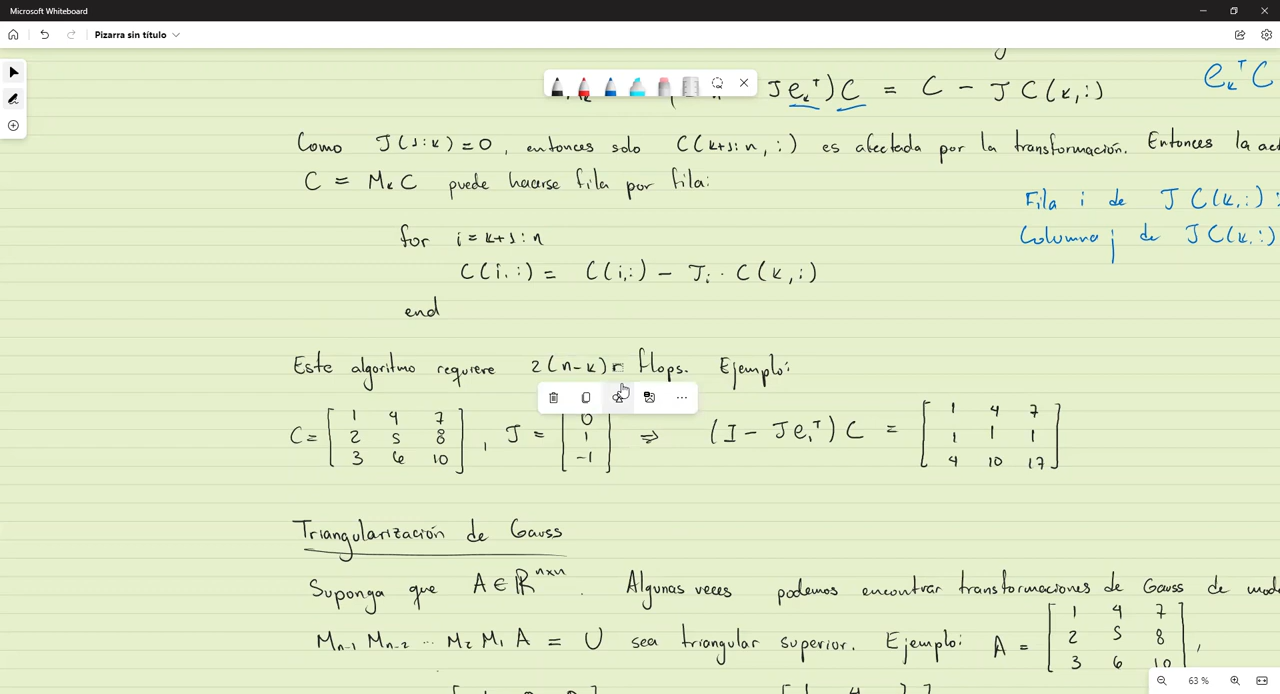 Microsoft Whiteboard
Pizarra sin título
J e_k^T) C = C - J C(k,:)
e_k^T C
Como J(1:k) = 0, entonces solo C(k+1:n, :) es afectada por la transformación. Entonces la
C = M_k C puede hacerse fila por fila:
Fila i de J C(k,:)
Columna j de J C(k,:)
for i = k+1:n
C(i,:) = C(i,:) - J_i · C(k,:)
end
Este algoritmo requiere 2(n-k)r flops. Ejemplo:
C = [1 4 7
2 5 8
3 6 10], J = [0
1
-1] ⇒ (I - J e_1^T) C = [1 4 7
1 1 1
4 10 17]
Triangularización de Gauss
Suponga que A ∈ ℝ^{n×n}. Algunas veces podemos encontrar transformaciones de Gauss de
M_{n-1} M_{n-2} ... M_2 M_1 A = U sea triangular superior. Ejemplo: A = [1 4 7
2 5 8
3 6 10],
63 %